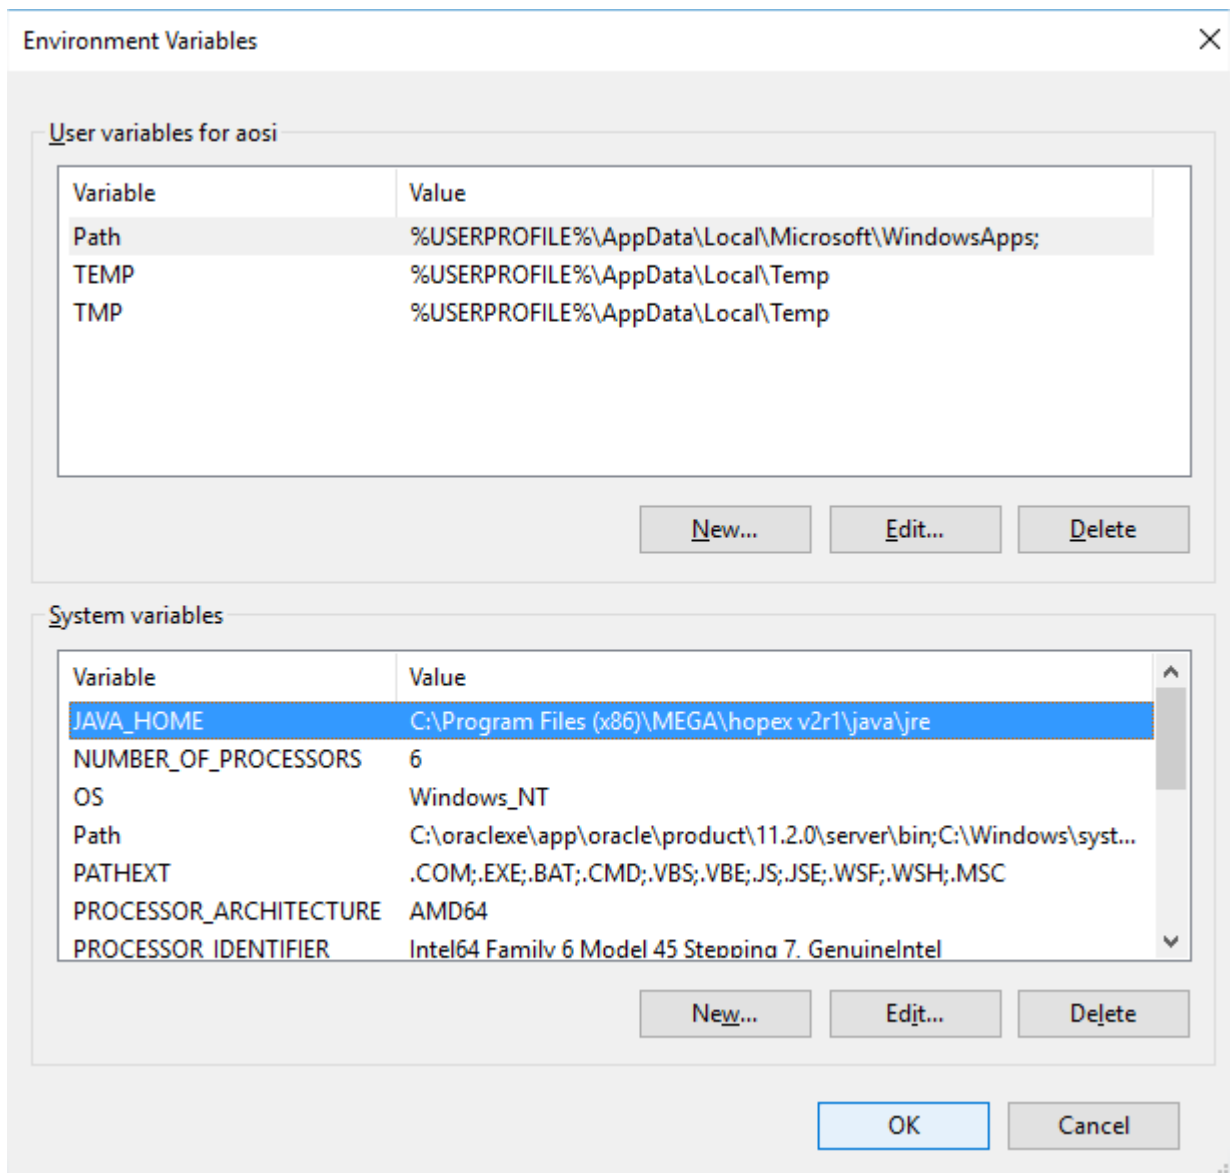 Environment Variables
User variables for aosi
Variable Value
Path %USERPROFILE%\AppData\Local\Microsoft\WindowsApps;
TEMP %USERPROFILE%\AppData\Local\Temp
TMP %USERPROFILE%\AppData\Local\Temp
New... Edit... Delete
System variables
Variable Value
JAVA_HOME C:\Program Files (x86)\MEGA\hopex v2r1\java\jre
NUMBER_OF_PROCESSORS 6
OS Windows_NT
Path C:\oraclexe\app\oracle\product\11.2.0\server\bin;C:\Windows\syst...
PATHEXT .COM;.EXE;.BAT;.CMD;.VBS;.VBE;.JS;.JSE;.WSF;.WSH;.MSC
PROCESSOR_ARCHITECTURE AMD64
PROCESSOR_IDENTIFIER Intel64 Family 6 Model 45 Stepping 7, GenuineIntel
New... Edit... Delete
OK Cancel